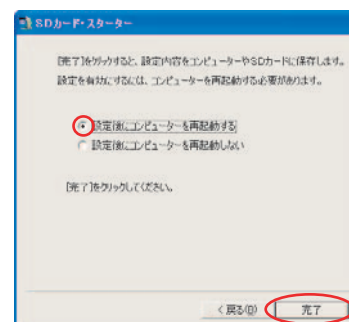 SDカード・スターター
[完了]をクリックすると、設定内容をコンピューターやSDカードに保存します。
設定を有効にするには、コンピューターを再起動する必要があります。
設定後にコンピューターを再起動する
設定後にコンピューターを再起動しない
[完了]をクリックしてください。
< 戻る(B)
完了